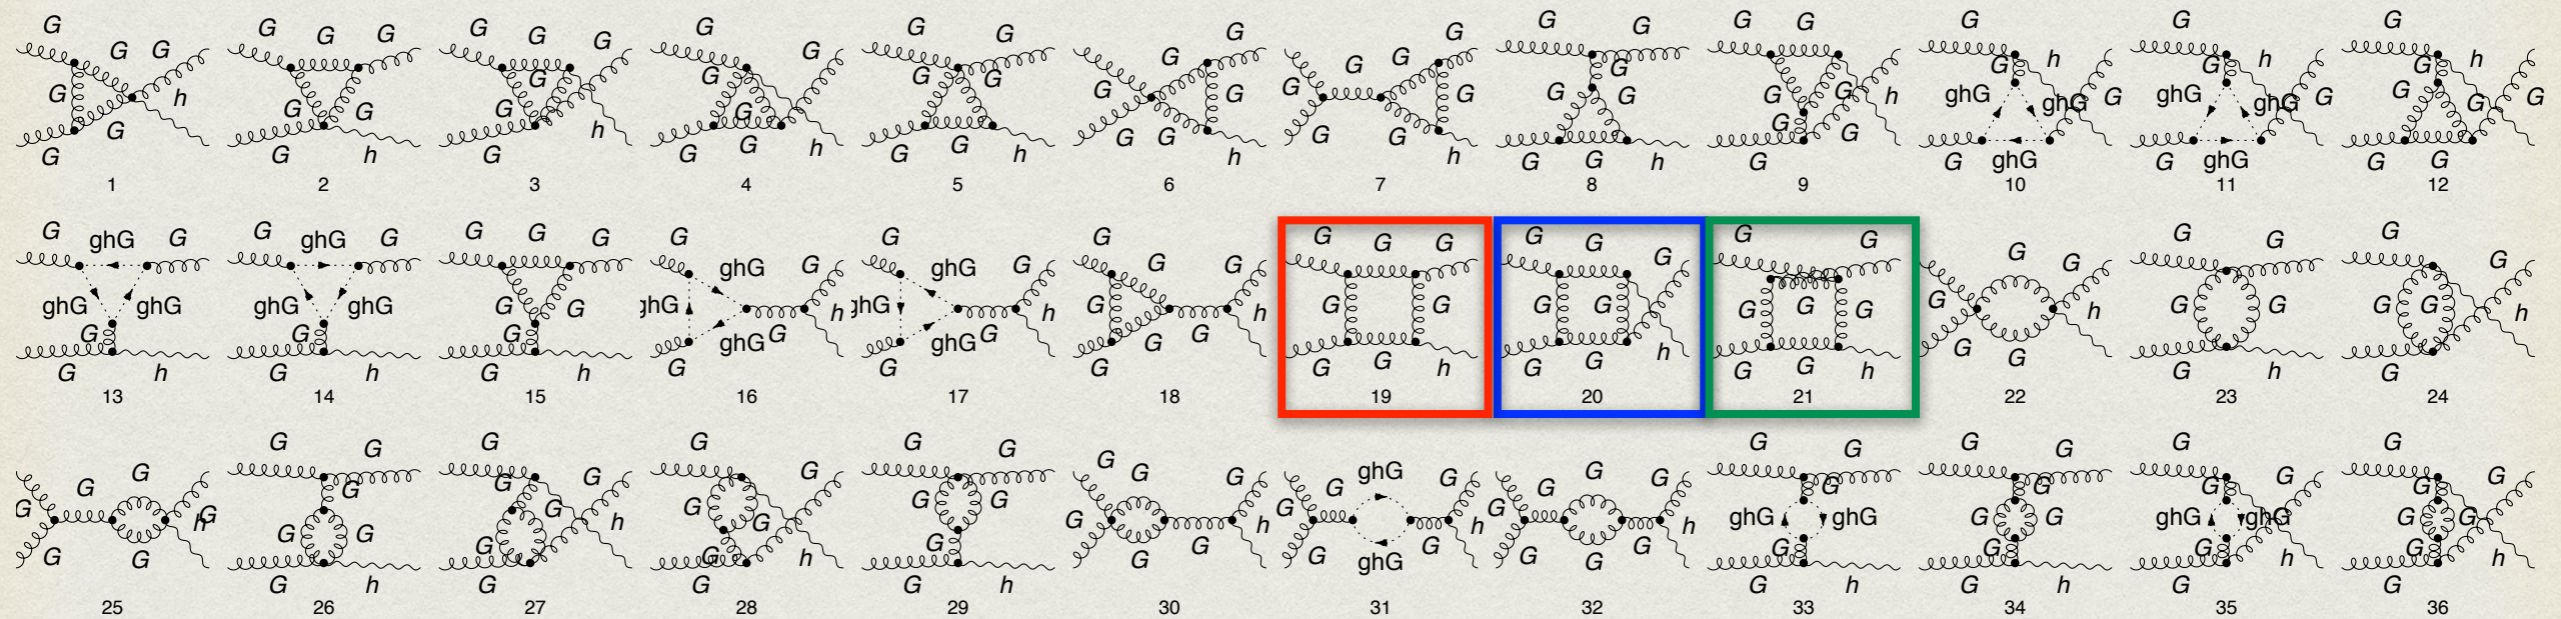 G G G G G G G G G G G G G G G G G G G G G G
G G G G G G G G h G h G h
G h G G G G G G G G G G G G G h
G G G G G G G ghG ghG G ghG ghG G G G
G G G G G G G G G G G G G G
G h G h G G h G G h G G h h G G G h G G ghG G ghG G G
1 2 3 4 5 6 7 8 9 10 11 12
G ghG G G ghG G G G G G G G G G G G G G G G G G G G G
ghG G ghG G G G
ghG ghG ghG ghG G G ghG h ghG h G h G G G G G G G G h G G G h
G G G ghG G ghG G G G G h
G h G h G h G G G G G h G G G G h G G h
13 14 15 16 17 18 19 20 21 22 23 24
G G G G G G G G G G G ghG G G G G G G G G G
G G G G G G G G G G G G G G G
G h G G G h G G G G h G h G h ghG ghG G G ghG ghG G G
G G G G G G G G G G G G h h
G G G h G G h G G h G ghG G G h G h G G
25 26 27 28 29 30 31 32 33 34 35 36